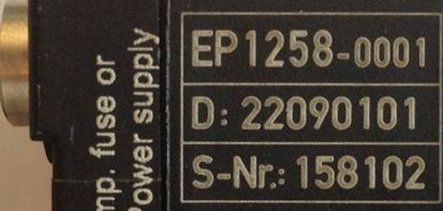 EP1258-0001
D: 22090101
S-Nr.: 158102
fuse or
supply